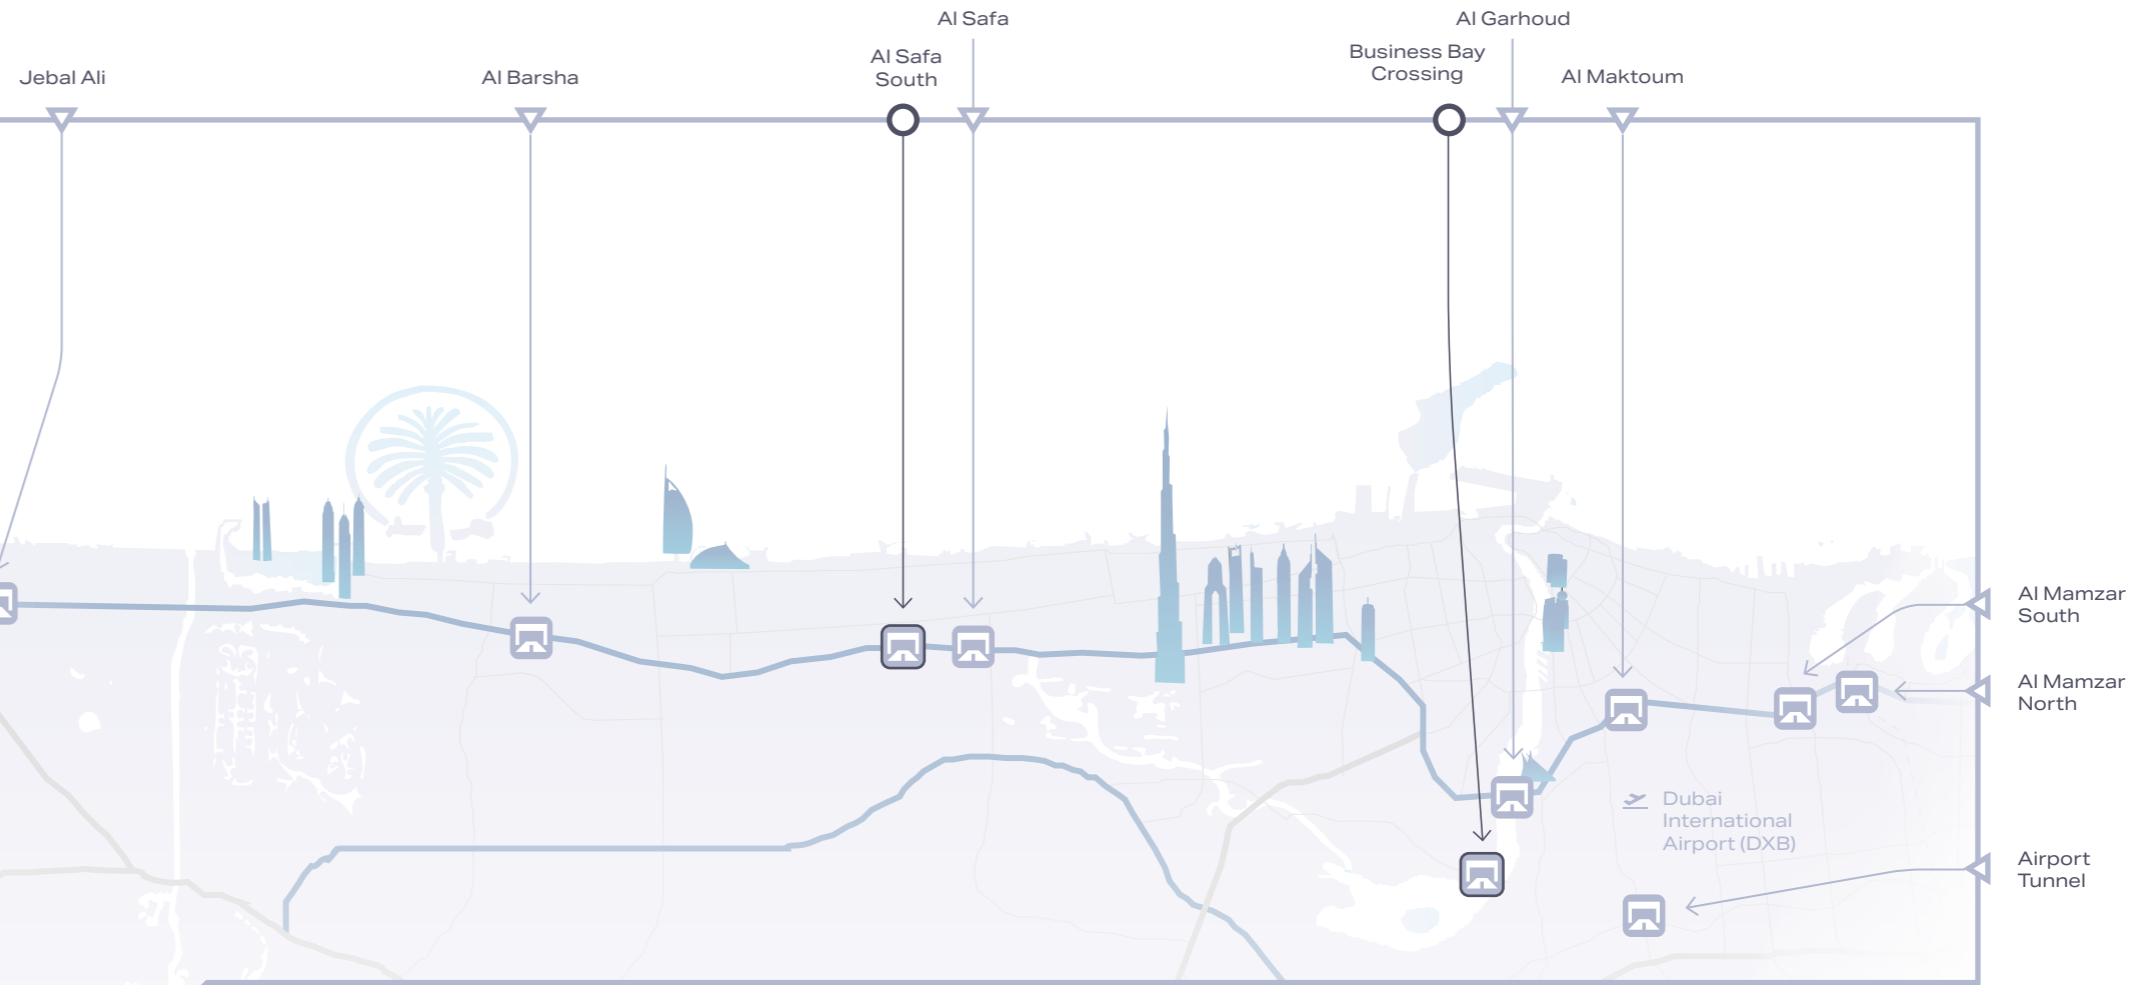 Al Safa
Al Garhoud
Jebal Ali
Al Barsha
Al Safa
South
Business Bay
Crossing
Al Maktoum
Al Mamzar
South
Al Mamzar
North
Dubai
International
Airport (DXB)
Airport
Tunnel